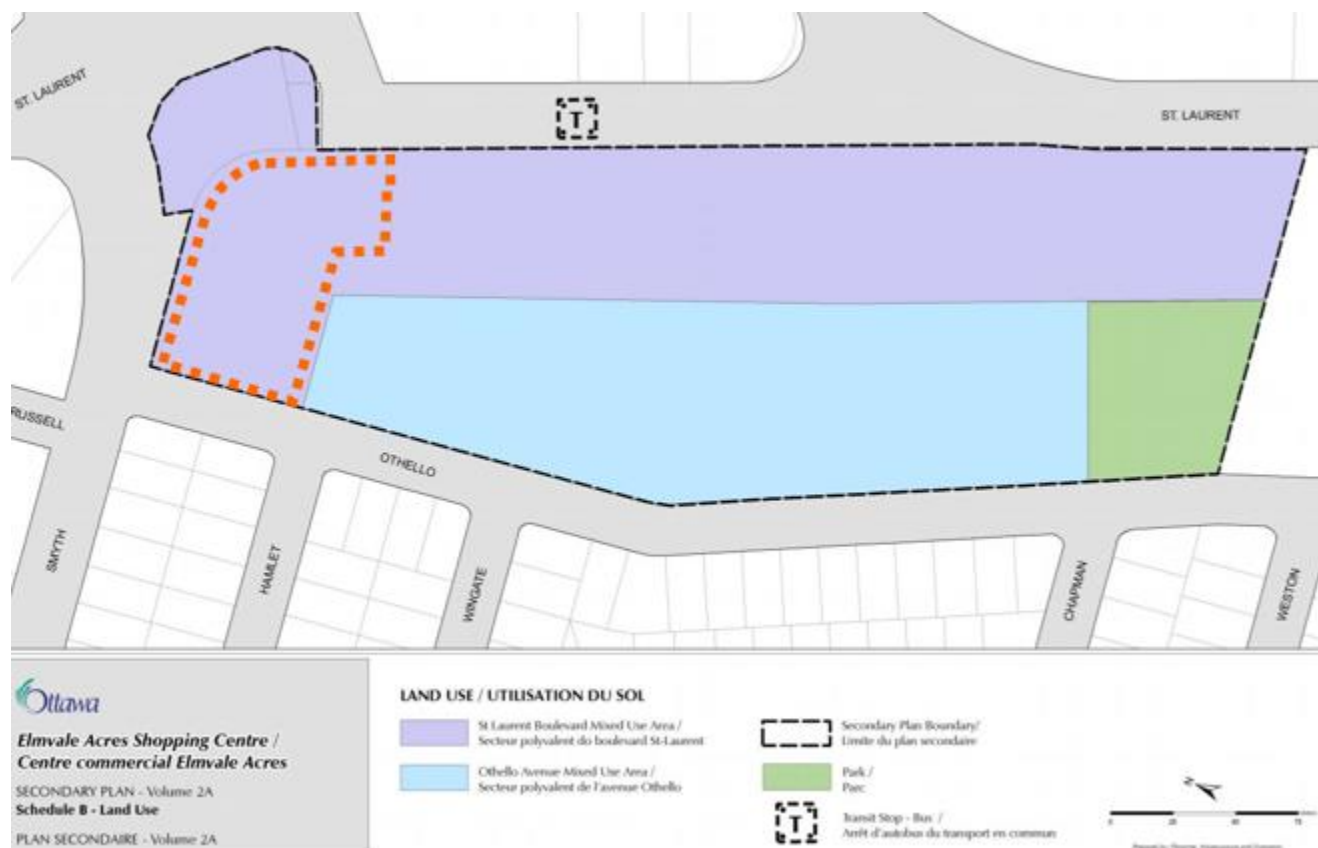 ST. LAURENT
T
ST. LAURENT
RUSSELL
OTHELLO
SMYTH
HAMLET
WINGATE
CHAPMAN
WESTON
Ottawa
Elmvale Acres Shopping Centre /
Centre commercial Elmvale Acres
SECONDARY PLAN - Volume 2A
Schedule B - Land Use
PLAN SECONDAIRE - Volume 2A
LAND USE / UTILISATION DU SOL
St Laurent Boulevard Mixed Use Area /
Secteur polyvalent do boulevard St-Laurent
Othello Avenue Mixed Use Area /
Secteur polyvalent de l'avenue Othello
Secondary Plan Boundary/
Limite du plan secondaire
Park /
Parc
T
Transit Stop - Bus /
Arrêt d'autobus du transport en commun
N
0